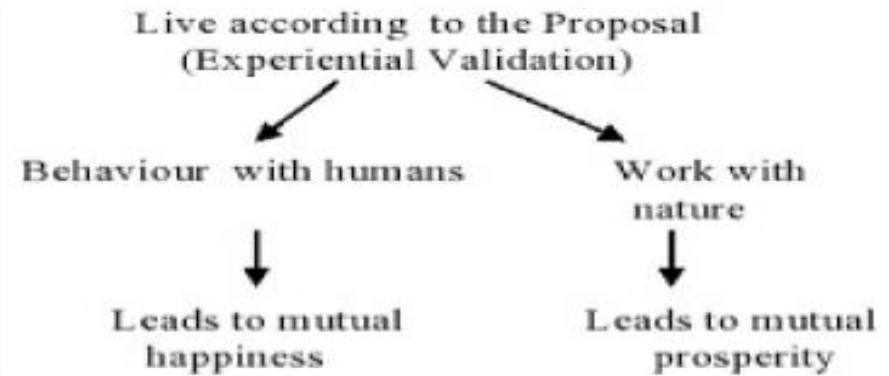 Live according to the Proposal
(Experiential Validation)
Behaviour with humans
Work with
nature
Leads to mutual
happiness
Leads to mutual
prosperity